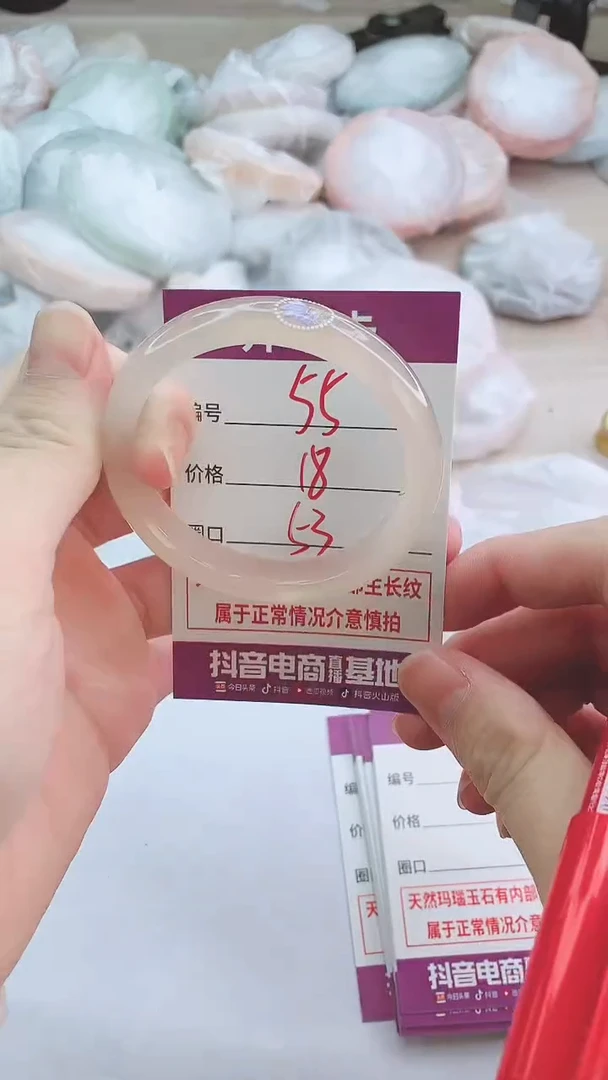 编号 55
价格 18
圈口 53
生长纹
属于正常情况介意慎拍
抖音电商直播基地
今日头条 抖音 西瓜视频 抖音火山版
编号
价格
圈口
天然玛瑙玉石有内部
属于正常情况介意
抖音电商
今日头条 抖音